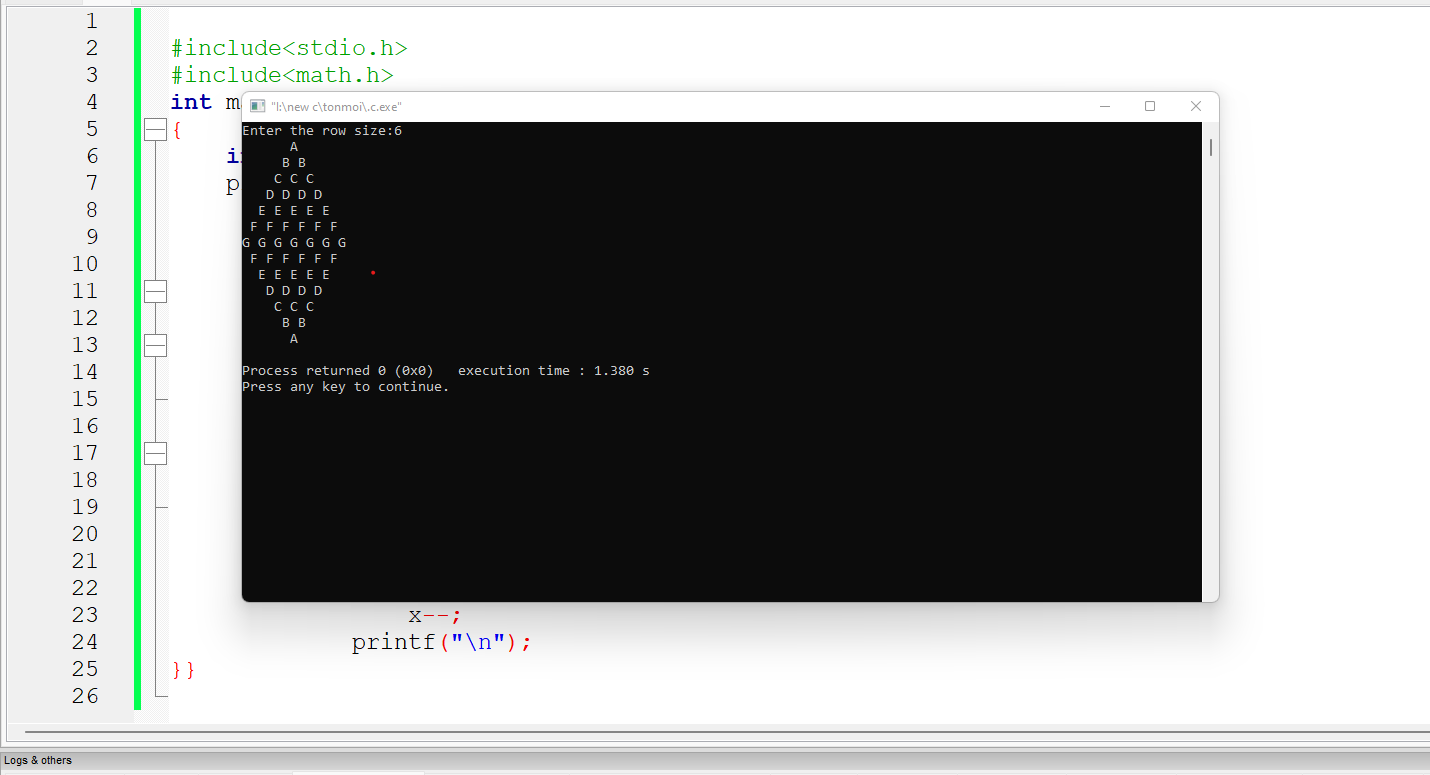 1
2 #include<stdio.h>
3 #include<math.h>
4 int m
5 {
6
7 p
8
9
10
11
12
13
14
15
16
17
18
19
20
21
22
23 x--;
24 printf("\n");
25 }}
26
"I:\new c\tonmoi\.c.exe"
Enter the row size:6
      A
     B B
    C C C
   D D D D
  E E E E E
 F F F F F F
G G G G G G G
 F F F F F F
  E E E E E
   D D D D
    C C C
     B B
      A
Process returned 0 (0x0)   execution time : 1.380 s
Press any key to continue.
Logs & others